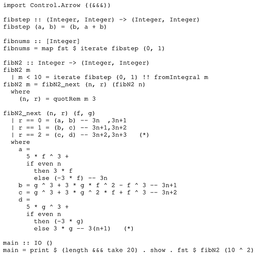 import Control.Arrow ((&&&))
fibstep :: (Integer, Integer) -> (Integer, Integer)
fibstep (a, b) = (b, a + b)
fibnums :: [Integer]
fibnums = map fst $ iterate fibstep (0, 1)
fibN2 :: Integer -> (Integer, Integer)
fibN2 m
| m < 10 = iterate fibstep (0, 1) !! fromIntegral m
fibN2 m = fibN2_next (n, r) (fibN2 n)
where
(n, r) = quotRem m 3
fibN2_next (n, r) (f, g)
| r == 0 = (a, b) -- 3n ,3n+1
| r == 1 = (b, c) -- 3n+1,3n+2
| r == 2 = (c, d) -- 3n+2,3n+3 (*)
where
a =
5 * f ^ 3 +
if even n
then 3 * f
else (-3 * f) -- 3n
b = g ^ 3 + 3 * g * f ^ 2 - f ^ 3 -- 3n+1
c = g ^ 3 + 3 * g ^ 2 * f + f ^ 3 -- 3n+2
d =
5 * g ^ 3 +
if even n
then (-3 * g)
else 3 * g -- 3(n+1) (*)
main :: IO ()
main = print $ (length &&& take 20) . show . fst $ fibN2 (10 ^ 2)